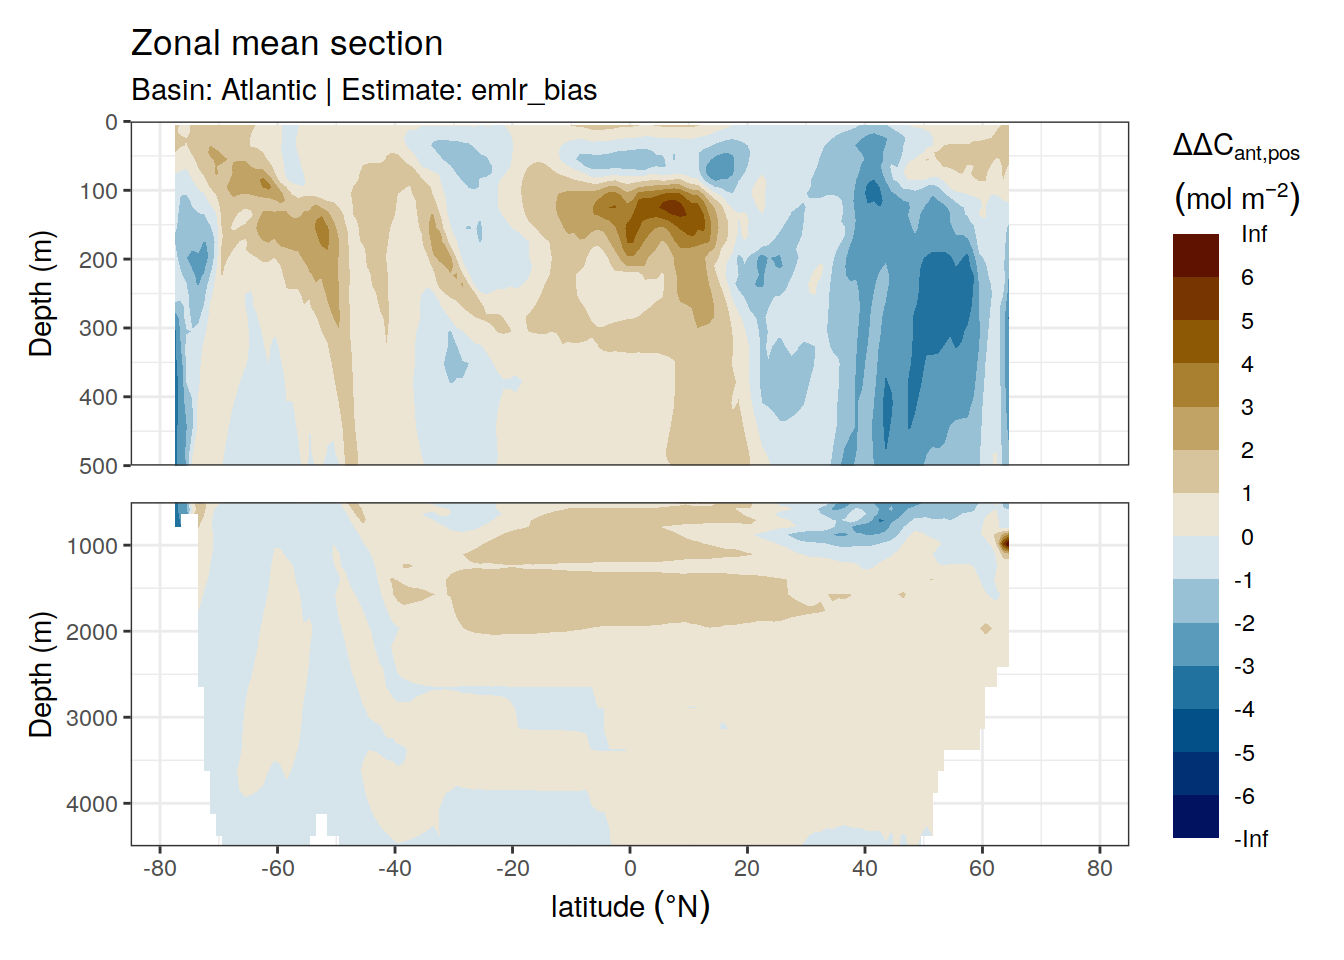 Zonal mean section
Basin: Atlantic | Estimate: emlr_bias
0
100
200
300
400
500
Depth (m)
1000
2000
3000
4000
Depth (m)
-80 -60 -40 -20 0 20 40 60 80
latitude (°N)
ΔΔC_ant,pos
(mol m⁻²)
Inf
6
5
4
3
2
1
0
-1
-2
-3
-4
-5
-6
-Inf